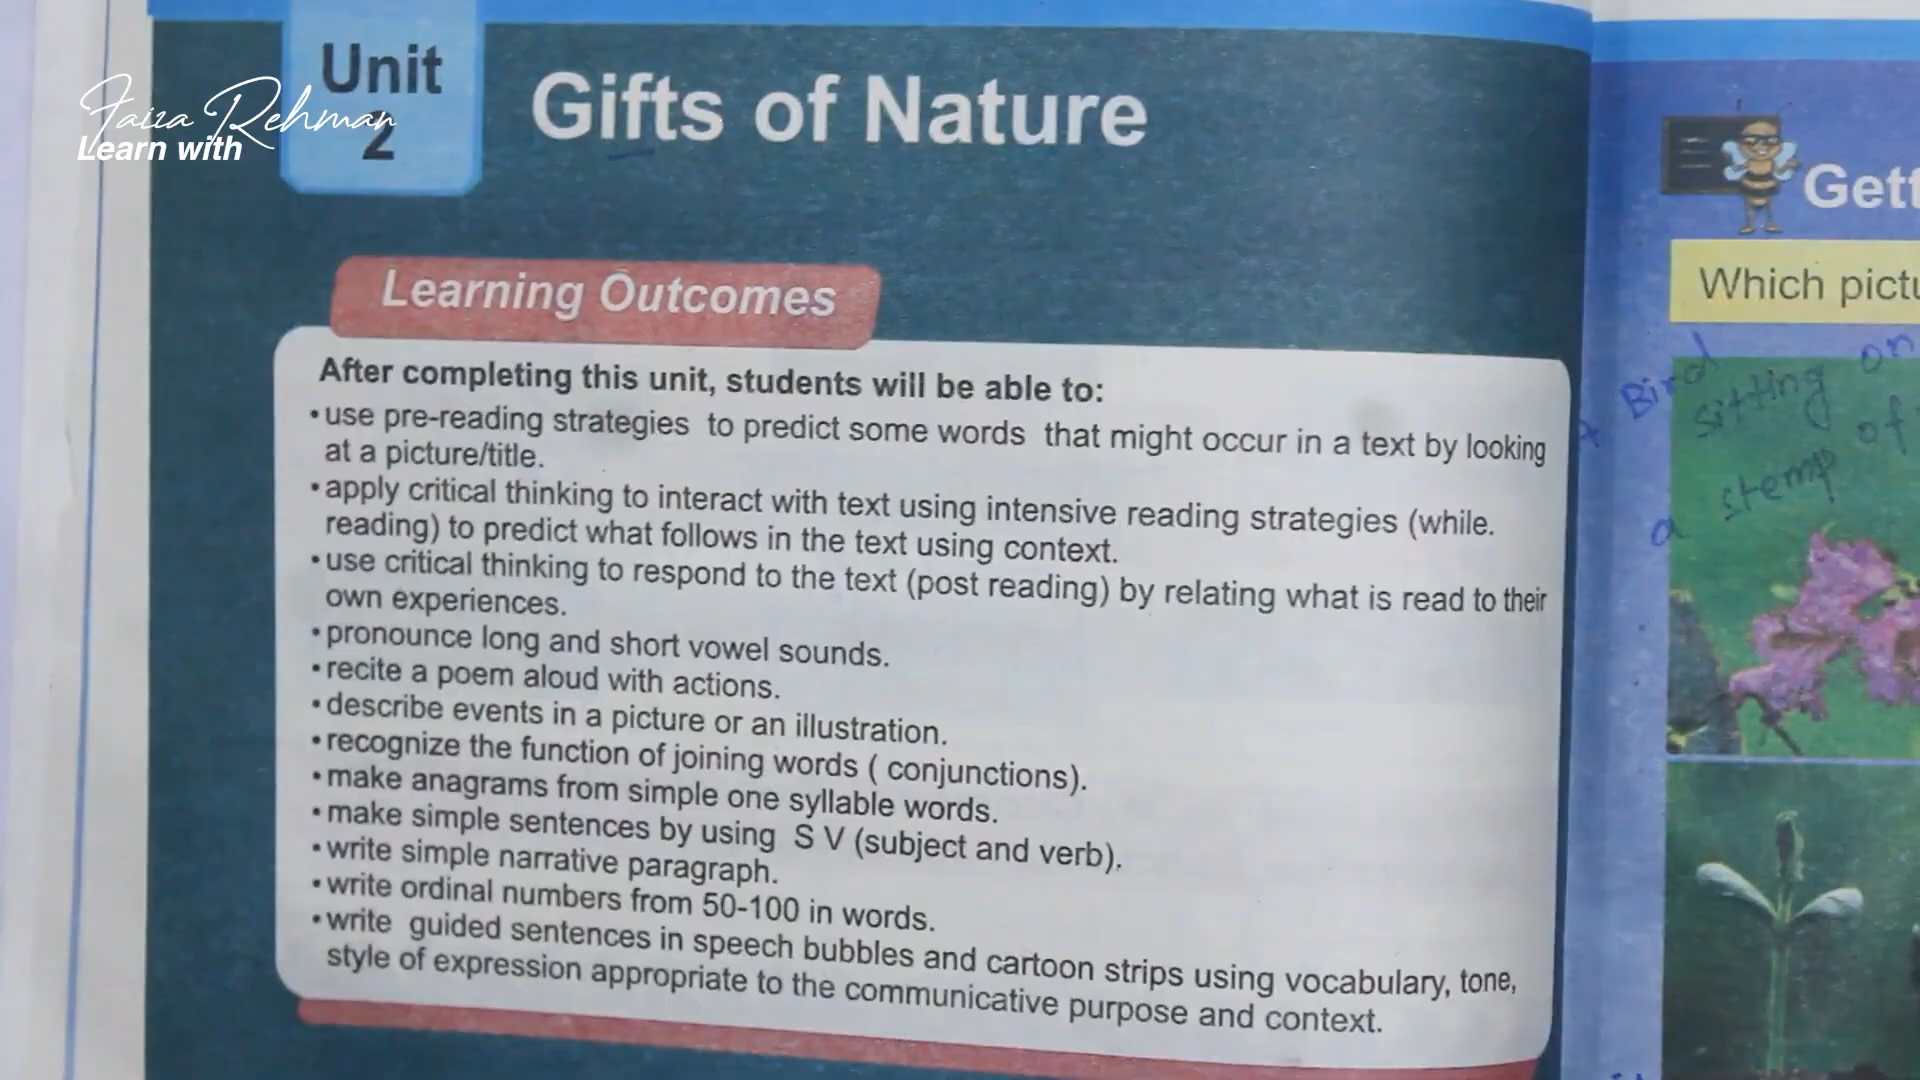 Unit
2
Faiza Rehman
Learn with
Gifts of Nature
Learning Outcomes
After completing this unit, students will be able to:
•use pre-reading strategies to predict some words that might occur in a text by looking
at a picture/title.
•apply critical thinking to interact with text using intensive reading strategies (while.
reading) to predict what follows in the text using context.
•use critical thinking to respond to the text (post reading) by relating what is read to their
own experiences.
•pronounce long and short vowel sounds.
•recite a poem aloud with actions.
•describe events in a picture or an illustration.
•recognize the function of joining words ( conjunctions).
•make anagrams from simple one syllable words.
•make simple sentences by using S V (subject and verb).
•write simple narrative paragraph.
•write ordinal numbers from 50-100 in words.
•write guided sentences in speech bubbles and cartoon strips using vocabulary, tone,
style of expression appropriate to the communicative purpose and context.
Gett
Which pictu
Bird
sitting on
a stemp of